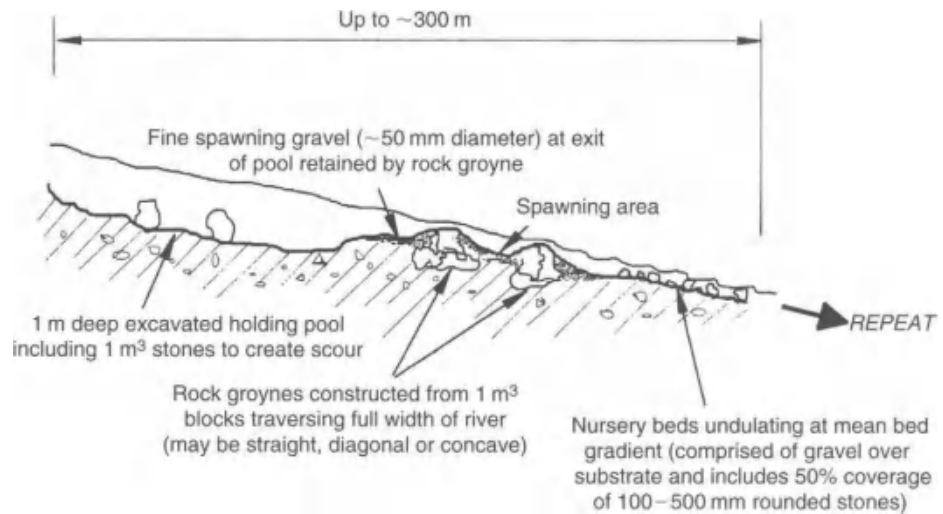 Up to ~300 m
Fine spawning gravel (~50 mm diameter) at exit
of pool retained by rock groyne
Spawning area
1 m deep excavated holding pool
including 1 m³ stones to create scour
REPEAT
Rock groynes constructed from 1 m³
blocks traversing full width of river
(may be straight, diagonal or concave)
Nursery beds undulating at mean bed
gradient (comprised of gravel over
substrate and includes 50% coverage
of 100–500 mm rounded stones)